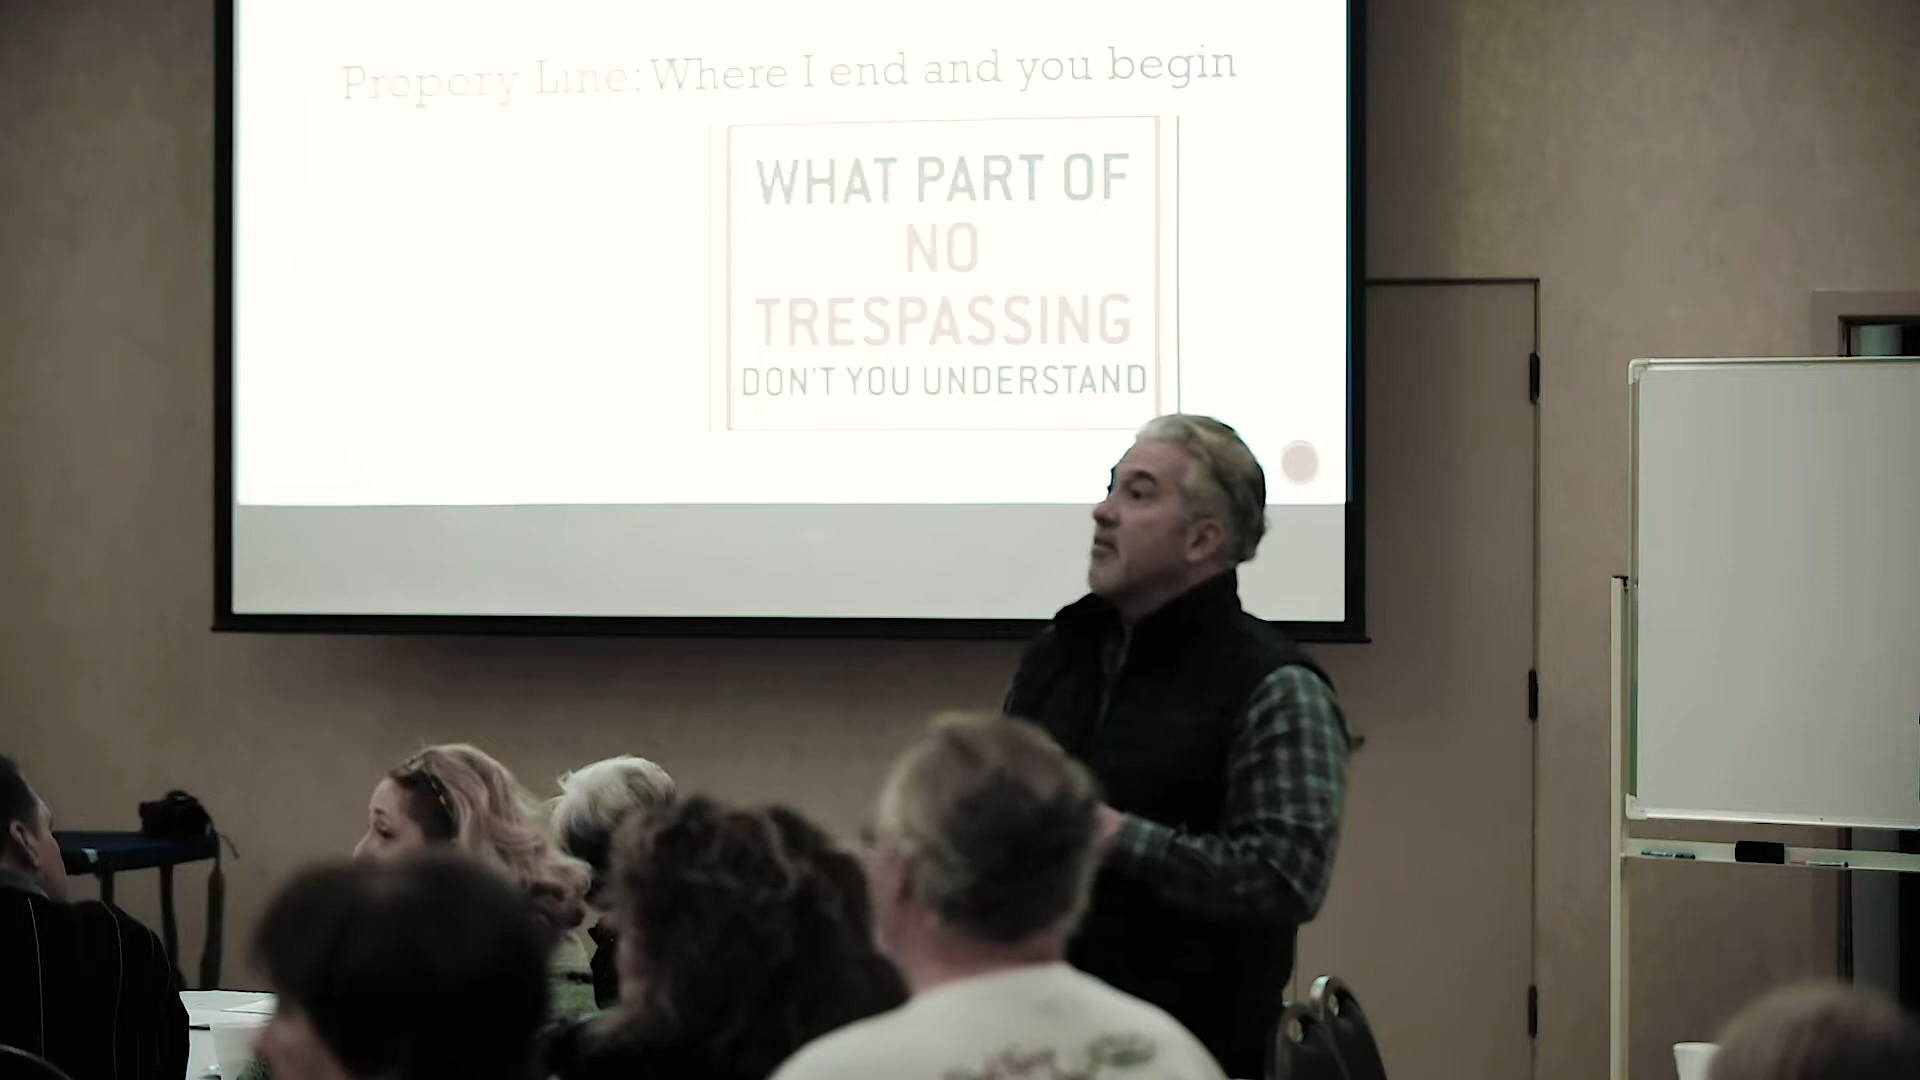 Propery Line: Where I end and you begin
WHAT PART OF
NO
TRESPASSING
DON'T YOU UNDERSTAND